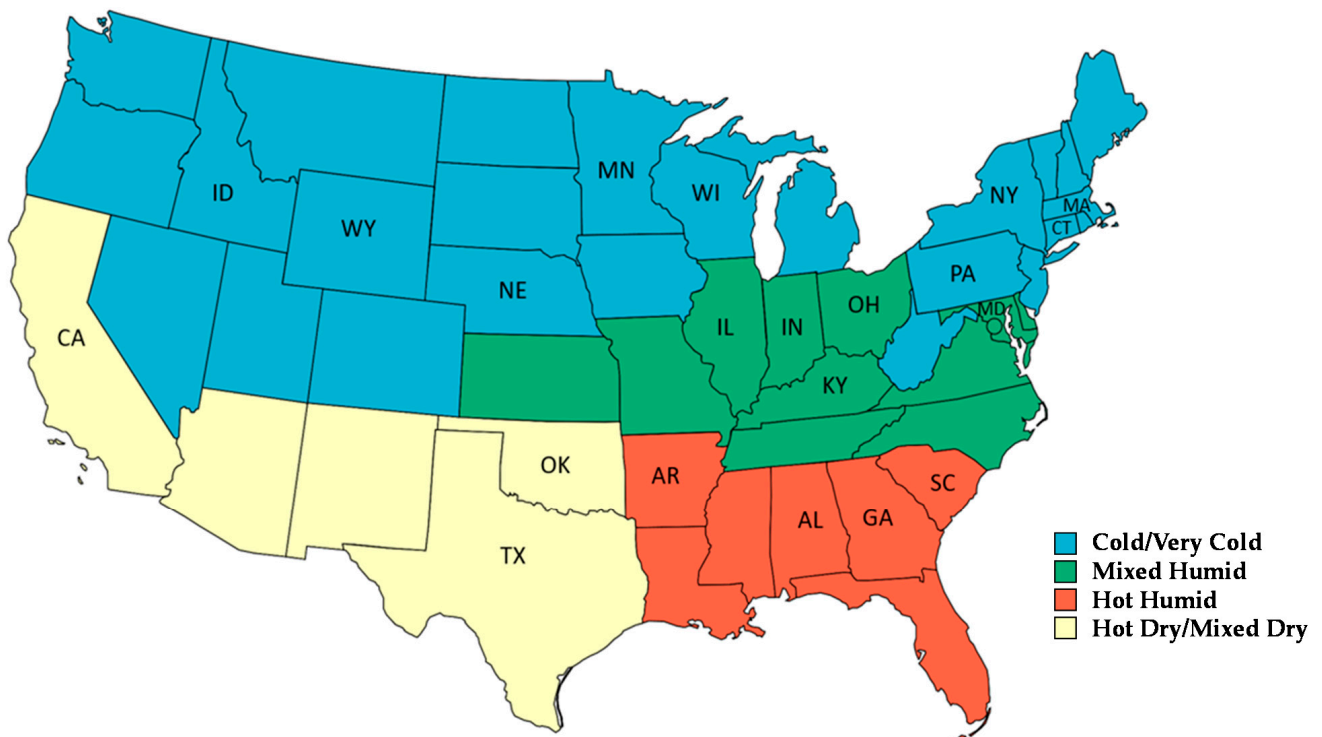 MN
NY
ID
WI
MA
WY
CT
PA
NE
OH
MD
IL
IN
CA
KY
OK
AR
SC
AL
GA
TX
Cold/Very Cold
Mixed Humid
Hot Humid
Hot Dry/Mixed Dry